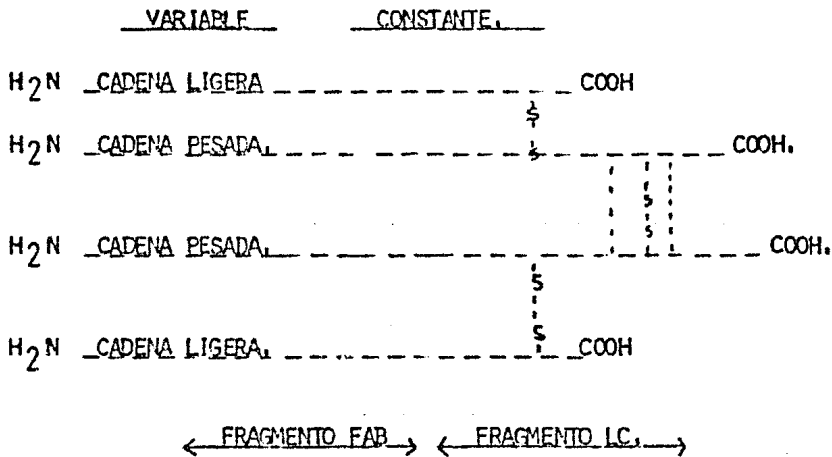 VARIABLE CONSTANTE.
H2N CADENA LIGERA COOH
S
H2N CADENA PESADA. S COOH.
S
S
H2N CADENA PESADA. COOH.
S
S
H2N CADENA LIGERA. COOH
FRAGMENTO FAB FRAGMENTO LC.